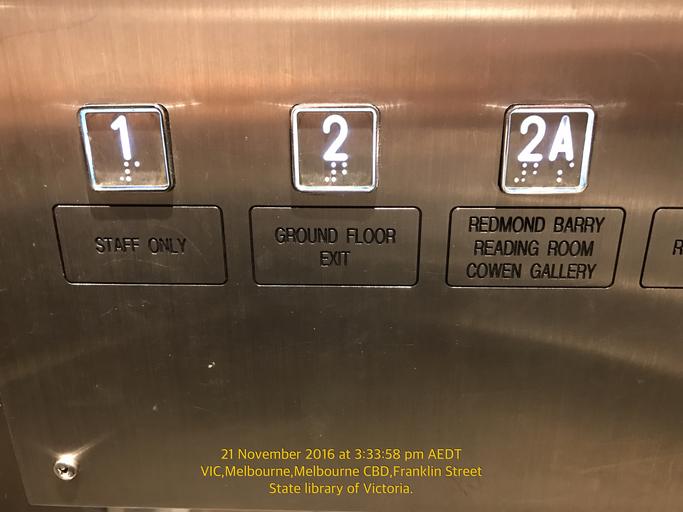 1
2
2A
STAFF ONLY
GROUND FLOOR
EXIT
REDMOND BARRY
READING ROOM
COWEN GALLERY
21 November 2016 at 3:33:58 pm AEDT
VIC,Melbourne,Melbourne CBD,Franklin Street
State library of Victoria.